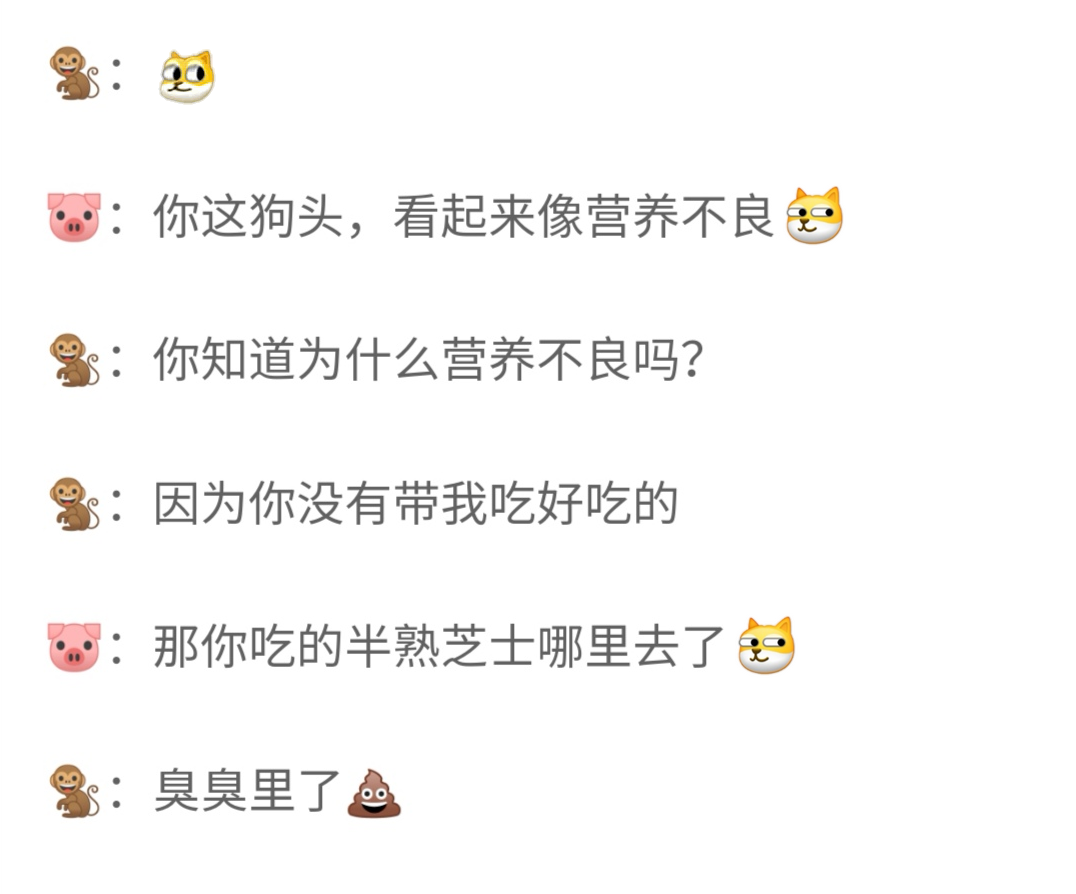 🐒：
🐷：你这狗头，看起来像营养不良
🐒：你知道为什么营养不良吗？
🐒：因为你没有带我吃好吃的
🐷：那你吃的半熟芝士哪里去了
🐒：臭臭里了💩